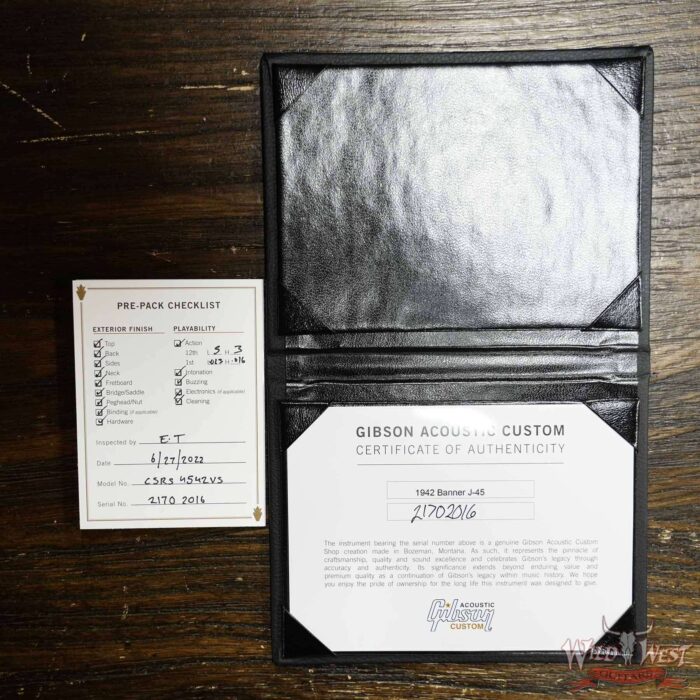 PRE-PACK CHECKLIST
EXTERIOR FINISH
Top
Back
Sides
Neck
Fretboard
Bridge/Saddle
Peghead/Nut
Binding (if applicable)
Hardware
PLAYABILITY
Action
12th L 5 H 3
1st L .023 H .016
Intonation
Buzzing
Electronics (if applicable)
Cleaning
Inspected by E.T
Date 6/27/2022
Model No. CSRS4542VS
Serial No. 2170 2016
GIBSON ACOUSTIC CUSTOM
CERTIFICATE OF AUTHENTICITY
1942 Banner J-45
21702016
The instrument bearing the serial number above is a genuine Gibson Acoustic Custom
Shop creation made in Bozeman, Montana. As such, it represents the pinnacle of
craftsmanship, quality and sound excellence and celebrates Gibson's legacy through
accuracy and authenticity. Its significance extends beyond enduring value and
premium quality as a continuation of Gibson's legacy within music history. We hope
you enjoy the pride of ownership for the long life this instrument was designed to give.
ACOUSTIC
Gibson
CUSTOM
WILD WEST
GUITARS